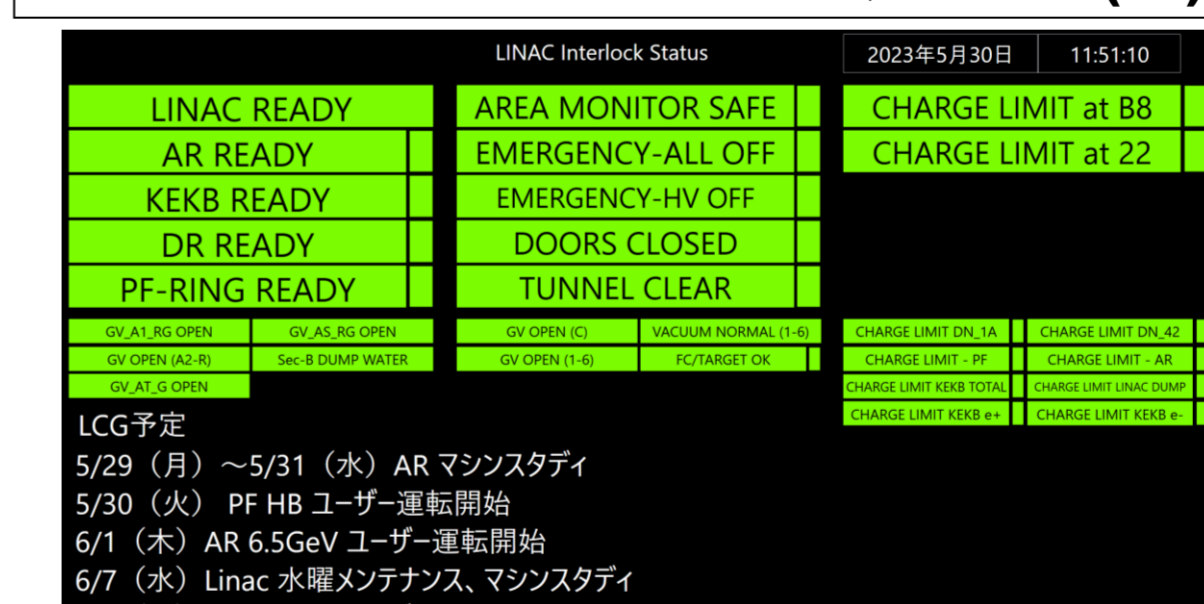 LINAC Interlock Status 2023年5月30日 11:51:10
LINAC READY AREA MONITOR SAFE CHARGE LIMIT at B8
AR READY EMERGENCY-ALL OFF CHARGE LIMIT at 22
KEKB READY EMERGENCY-HV OFF
DR READY DOORS CLOSED
PF-RING READY TUNNEL CLEAR
GV_A1_RG OPEN GV_AS_RG OPEN GV OPEN (C) VACUUM NORMAL (1-6) CHARGE LIMIT DN_1A CHARGE LIMIT DN_42
GV OPEN (A2-R) Sec-B DUMP WATER GV OPEN (1-6) FC/TARGET OK CHARGE LIMIT - PF CHARGE LIMIT - AR
GV_AT_G OPEN CHARGE LIMIT KEKB TOTAL CHARGE LIMIT LINAC DUMP
CHARGE LIMIT KEKB e+ CHARGE LIMIT KEKB e-
LCG予定
5/29（月）～5/31（水）AR マシンスタディ
5/30（火） PF HB ユーザー運転開始
6/1（木）AR 6.5GeV ユーザー運転開始
6/7（水）Linac 水曜メンテナンス、マシンスタディ